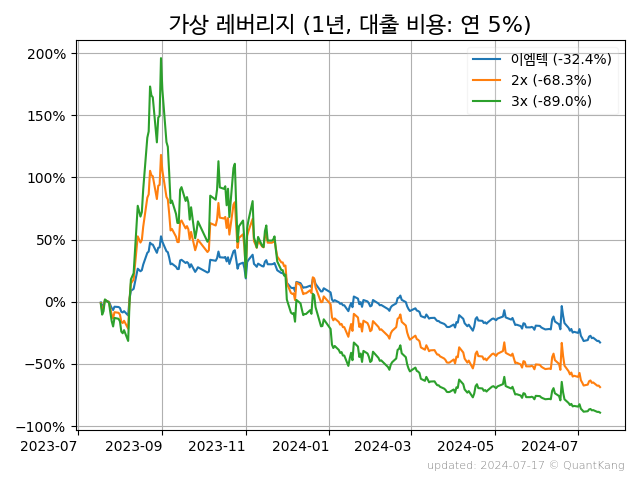 가상 레버리지 (1년, 대출 비용: 연 5%)
200%
150%
100%
50%
0%
−50%
−100%
이엠텍 (-32.4%)
2x (-68.3%)
3x (-89.0%)
2023-07
2023-09
2023-11
2024-01
2024-03
2024-05
2024-07
updated: 2024-07-17 © QuantKang